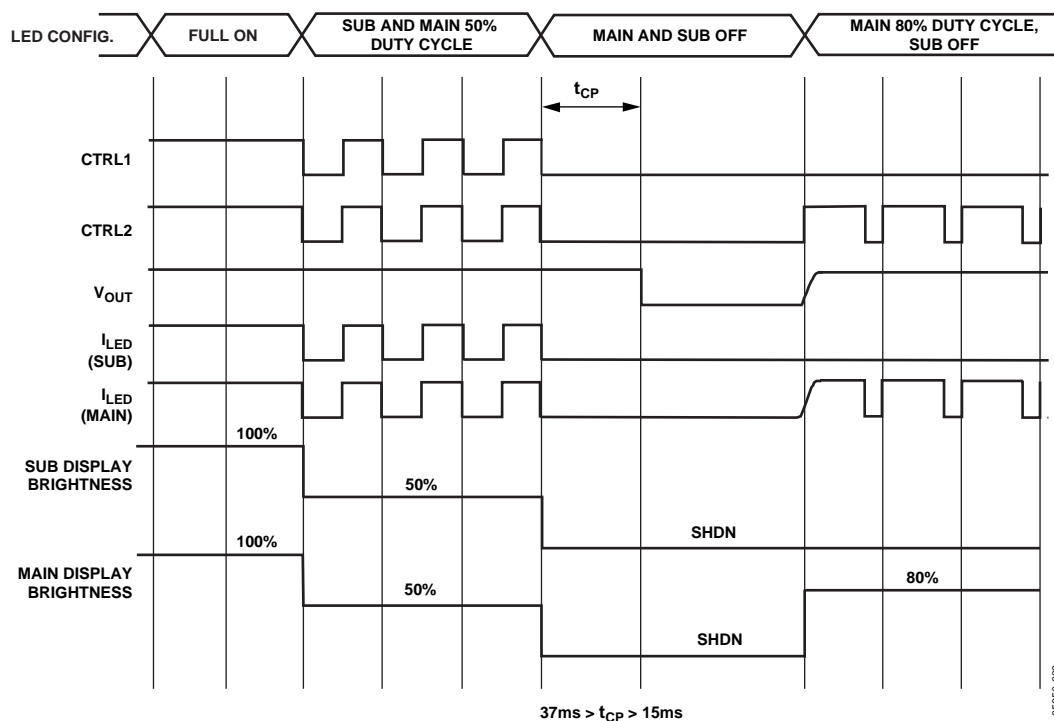 LED CONFIG.
FULL ON
SUB AND MAIN 50%
DUTY CYCLE
MAIN AND SUB OFF
MAIN 80% DUTY CYCLE,
SUB OFF
tCP
CTRL1
CTRL2
VOUT
ILED
(SUB)
ILED
(MAIN)
100%
SUB DISPLAY
BRIGHTNESS
50%
SHDN
100%
MAIN DISPLAY
BRIGHTNESS
50%
80%
SHDN
37ms > tCP > 15ms